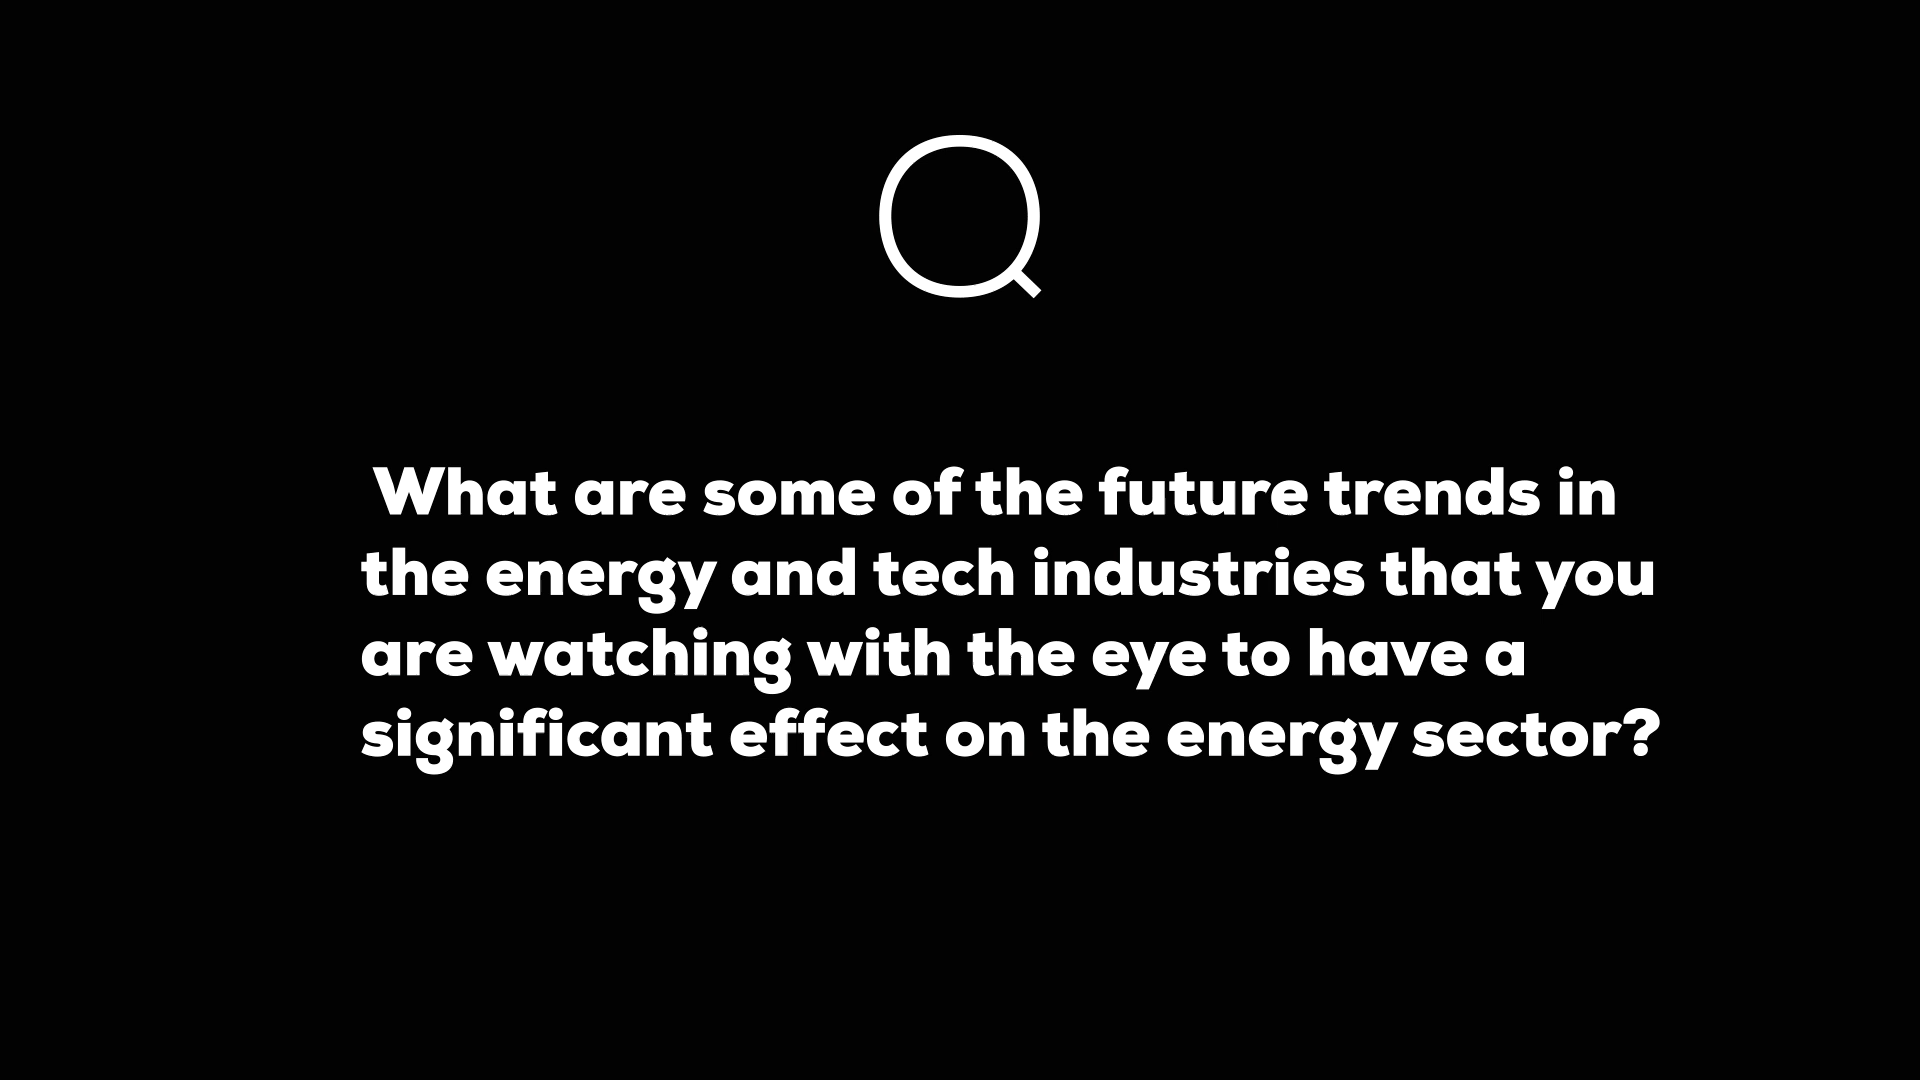 Q
What are some of the future trends in
the energy and tech industries that you
are watching with the eye to have a
significant effect on the energy sector?